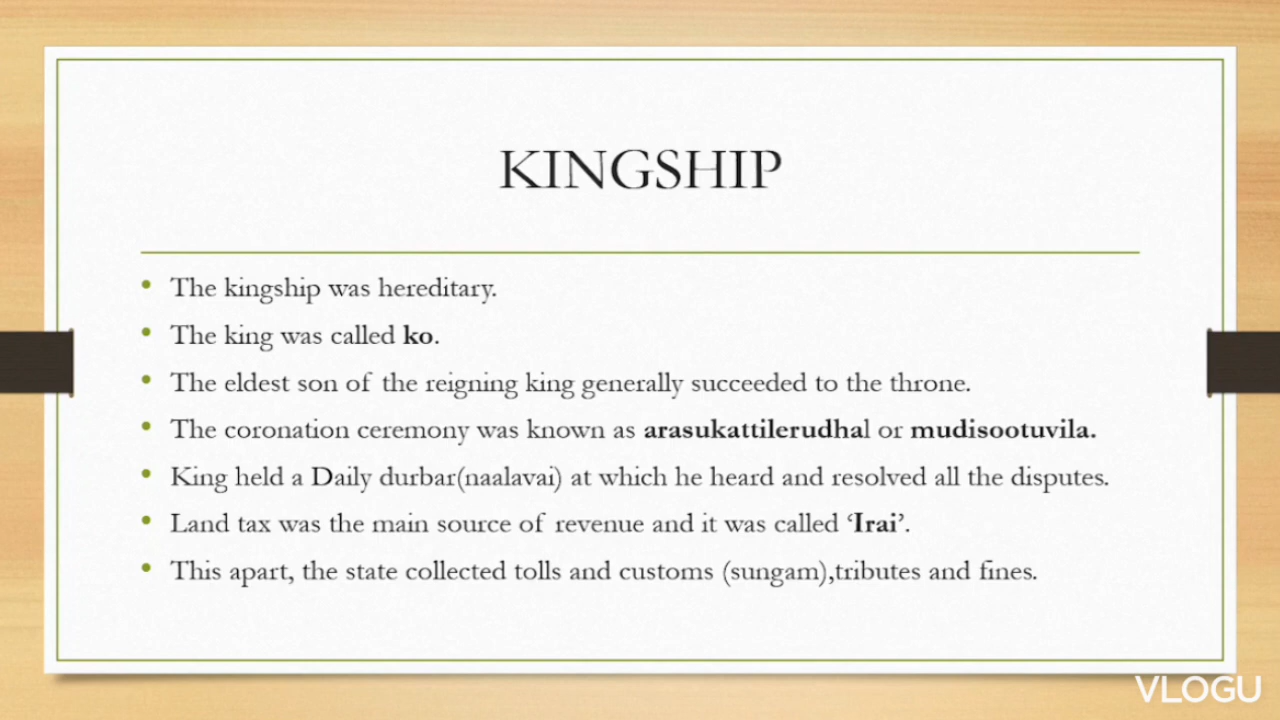 KINGSHIP
• The kingship was hereditary.
• The king was called ko.
• The eldest son of the reigning king generally succeeded to the throne.
• The coronation ceremony was known as arasukattilerudhal or mudisootuvila.
• King held a Daily durbar(naalavai) at which he heard and resolved all the disputes.
• Land tax was the main source of revenue and it was called ‘Irai’.
• This apart, the state collected tolls and customs (sungam),tributes and fines.
VLOGU